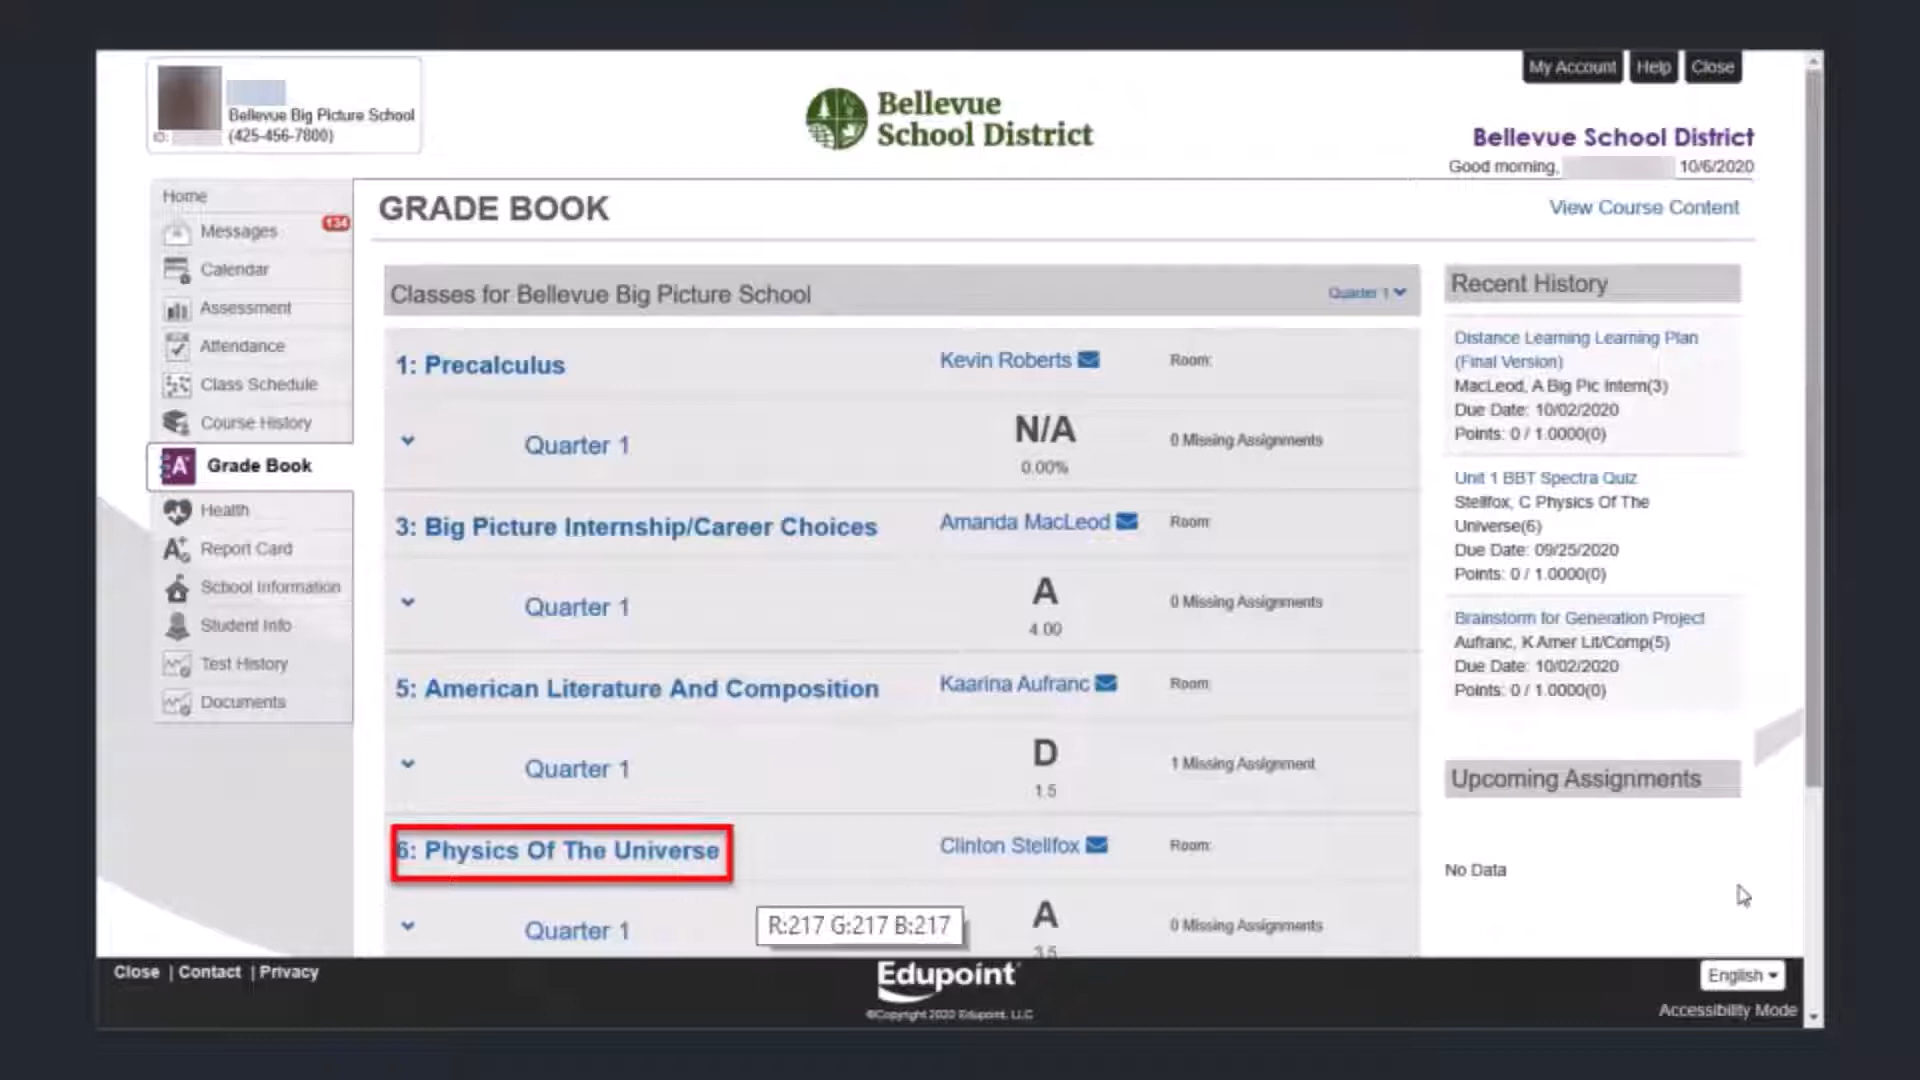 My Account Help Close
Bellevue Big Picture School
ID:
(425-456-7800)
Bellevue
School District
Bellevue School District
Good morning, 10/6/2020
Home
Messages 134
Calendar
Assessment
Attendance
Class Schedule
Course History
Grade Book
Health
Report Card
School Information
Student Info
Test History
Documents
GRADE BOOK
View Course Content
Classes for Bellevue Big Picture School Quarter 1
1: Precalculus Kevin Roberts Room:
Quarter 1 N/A 0 Missing Assignments
0.00%
3: Big Picture Internship/Career Choices Amanda MacLeod Room:
Quarter 1 A 0 Missing Assignments
4.00
5: American Literature And Composition Kaarina Aufranc Room:
Quarter 1 D 1 Missing Assignment
1.5
6: Physics Of The Universe Clinton Stellfox Room:
Quarter 1 R:217 G:217 B:217 A 0 Missing Assignments
3.5
Recent History
Distance Learning Learning Plan
(Final Version)
MacLeod, A Big Pic Intern(3)
Due Date: 10/02/2020
Points: 0 / 1.0000(0)
Unit 1 BBT Spectra Quiz
Stellfox, C Physics Of The
Universe(6)
Due Date: 09/25/2020
Points: 0 / 1.0000(0)
Brainstorm for Generation Project
Aufranc, K Amer Lit/Comp(5)
Due Date: 10/02/2020
Points: 0 / 1.0000(0)
Upcoming Assignments
No Data
Close | Contact | Privacy
Edupoint
©Copyright 2020 Edupoint, LLC
English
Accessibility Mode